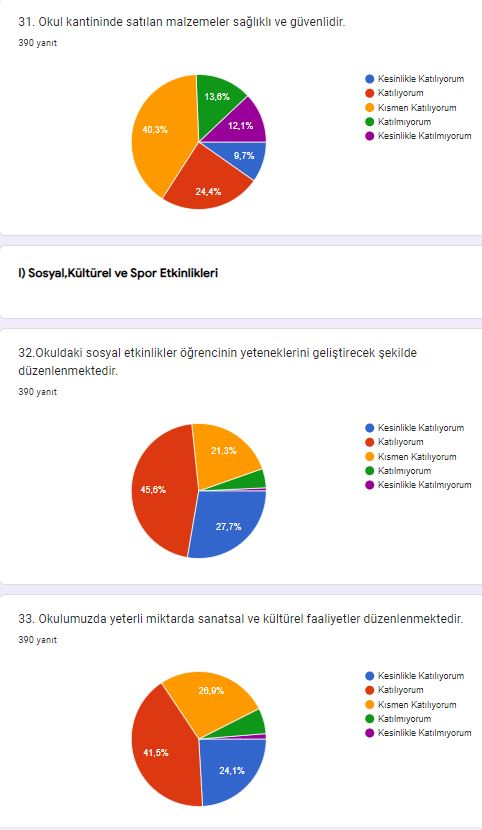 31. Okul kantininde satılan malzemeler sağlıklı ve güvenlidir.
390 yanıt
Kesinlikle Katılıyorum
Katılıyorum
Kısmen Katılıyorum
Katılmıyorum
Kesinlikle Katılmıyorum
13,6%
12,1%
40,3%
9,7%
24,4%
I) Sosyal,Kültürel ve Spor Etkinlikleri
32.Okuldaki sosyal etkinlikler öğrencinin yeteneklerini geliştirecek şekilde
düzenlenmektedir.
390 yanıt
Kesinlikle Katılıyorum
Katılıyorum
Kısmen Katılıyorum
Katılmıyorum
Kesinlikle Katılmıyorum
21,3%
45,6%
27,7%
33. Okulumuzda yeterli miktarda sanatsal ve kültürel faaliyetler düzenlenmektedir.
390 yanıt
Kesinlikle Katılıyorum
Katılıyorum
Kısmen Katılıyorum
Katılmıyorum
Kesinlikle Katılmıyorum
26,9%
41,5%
24,1%